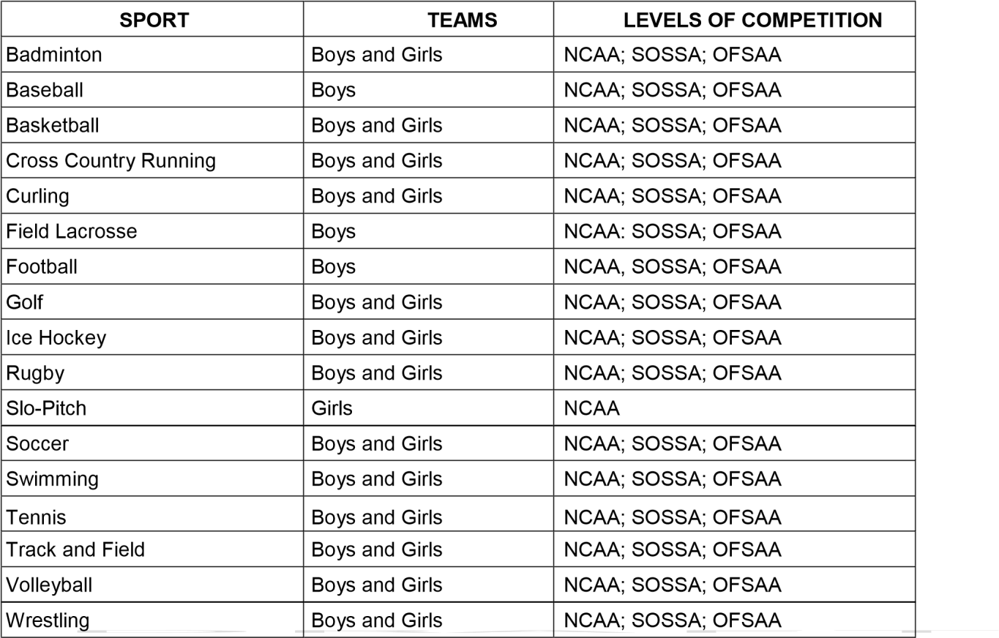 SPORT TEAMS LEVELS OF COMPETITION
Badminton Boys and Girls NCAA; SOSSA; OFSAA
Baseball Boys NCAA; SOSSA; OFSAA
Basketball Boys and Girls NCAA; SOSSA; OFSAA
Cross Country Running Boys and Girls NCAA; SOSSA; OFSAA
Curling Boys and Girls NCAA; SOSSA; OFSAA
Field Lacrosse Boys NCAA: SOSSA; OFSAA
Football Boys NCAA, SOSSA; OFSAA
Golf Boys and Girls NCAA; SOSSA; OFSAA
Ice Hockey Boys and Girls NCAA; SOSSA; OFSAA
Rugby Boys and Girls NCAA; SOSSA; OFSAA
Slo-Pitch Girls NCAA
Soccer Boys and Girls NCAA; SOSSA; OFSAA
Swimming Boys and Girls NCAA; SOSSA; OFSAA
Tennis Boys and Girls NCAA; SOSSA; OFSAA
Track and Field Boys and Girls NCAA; SOSSA; OFSAA
Volleyball Boys and Girls NCAA; SOSSA; OFSAA
Wrestling Boys and Girls NCAA; SOSSA; OFSAA